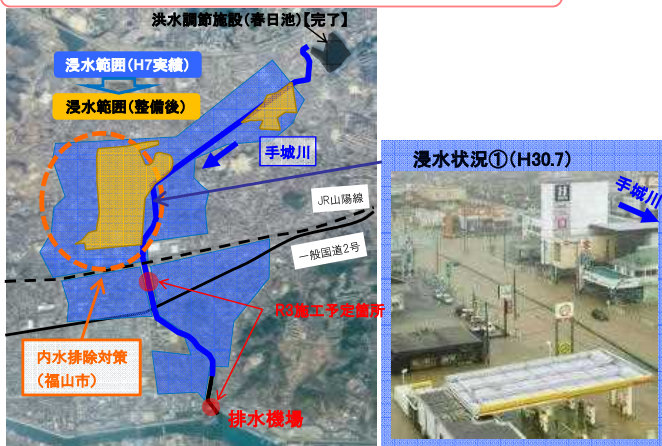 洪水調節施設(春日池)【完了】
浸水範囲(H7実績)
浸水範囲(整備後)
手城川
JR山陽線
一般国道2号
R3施工予定箇所
内水排除対策
(福山市)
排水機場
浸水状況①(H30.7)
手城川